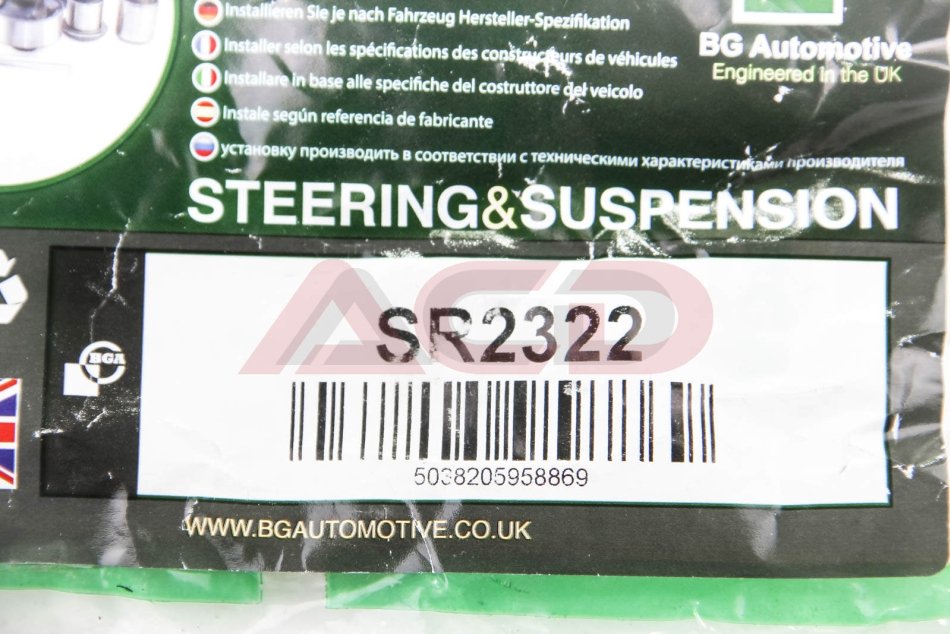 Installieren Sie je nach Fahrzeug Hersteller-Spezifikation
Installer selon les spécifications des constructeurs de véhicules
Installare in base alle specifiche del costruttore del veicolo
Instale según referencia de fabricante
установку производить в соответствии с техническими характеристиками производителя
BG Automotive
Engineered in the UK
STEERING&SUSPENSION
ACD
SR2322
BGA
5038205958869
WWW.BGAUTOMOTIVE.CO.UK